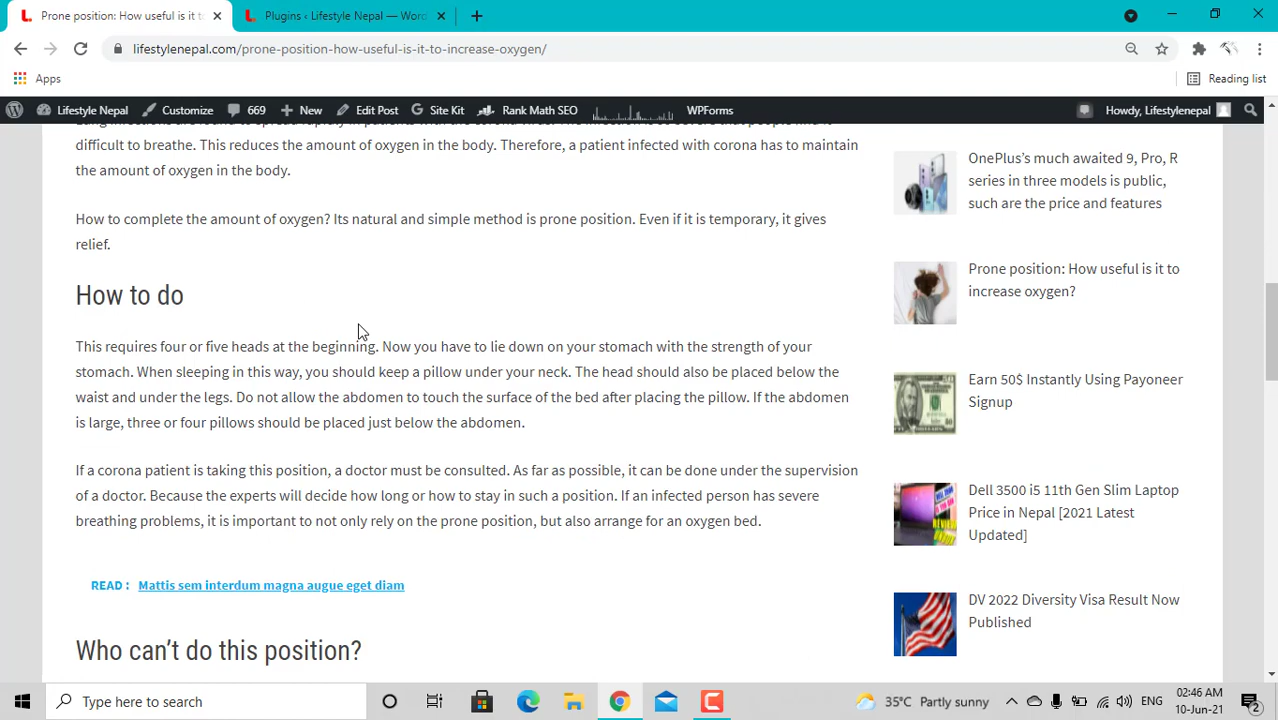 Prone position: How useful is it t
Plugins ‹ Lifestyle Nepal — Word
lifestylenepal.com/prone-position-how-useful-is-it-to-increase-oxygen/
Apps
Reading list
Lifestyle Nepal
Customize
669
New
Edit Post
Site Kit
Rank Math SEO
WPForms
Howdy, Lifestylenepal
difficult to breathe. This reduces the amount of oxygen in the body. Therefore, a patient infected with corona has to maintain
the amount of oxygen in the body.
How to complete the amount of oxygen? Its natural and simple method is prone position. Even if it is temporary, it gives
relief.
How to do
This requires four or five heads at the beginning. Now you have to lie down on your stomach with the strength of your
stomach. When sleeping in this way, you should keep a pillow under your neck. The head should also be placed below the
waist and under the legs. Do not allow the abdomen to touch the surface of the bed after placing the pillow. If the abdomen
is large, three or four pillows should be placed just below the abdomen.
If a corona patient is taking this position, a doctor must be consulted. As far as possible, it can be done under the supervision
of a doctor. Because the experts will decide how long or how to stay in such a position. If an infected person has severe
breathing problems, it is important to not only rely on the prone position, but also arrange for an oxygen bed.
READ : Mattis sem interdum magna augue eget diam
Who can't do this position?
OnePlus's much awaited 9, Pro, R
series in three models is public,
such are the price and features
Prone position: How useful is it to
increase oxygen?
Earn 50$ Instantly Using Payoneer
Signup
Dell 3500 i5 11th Gen Slim Laptop
Price in Nepal [2021 Latest
Updated]
DV 2022 Diversity Visa Result Now
Published
Type here to search
35°C Partly sunny
ENG
02:46 AM
10-Jun-21
2